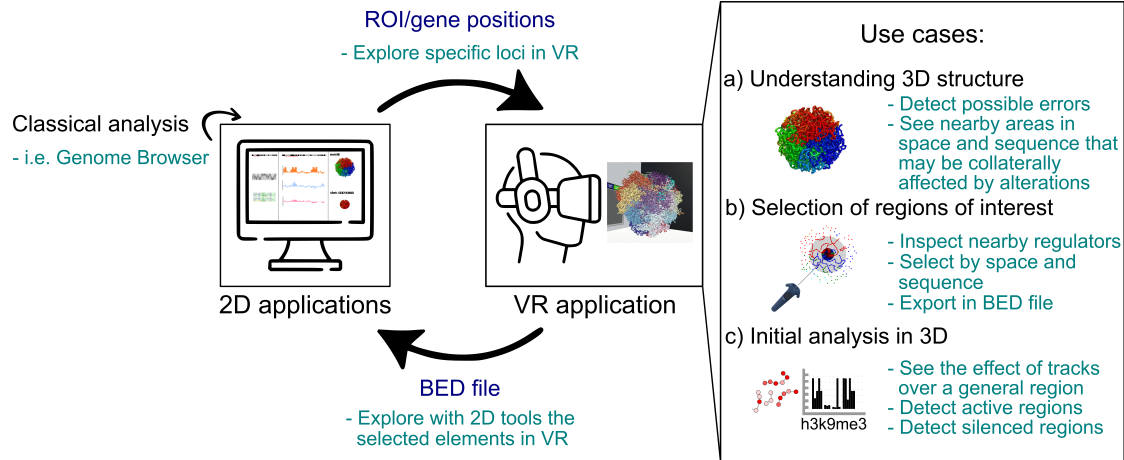 ROI/gene positions
- Explore specific loci in VR
Classical analysis
- i.e. Genome Browser
2D applications
VR application
BED file
- Explore with 2D tools the
selected elements in VR
Use cases:
a) Understanding 3D structure
- Detect possible errors
- See nearby areas in
space and sequence that
may be collaterally
affected by alterations
b) Selection of regions of interest
- Inspect nearby regulators
- Select by space and
sequence
- Export in BED file
c) Initial analysis in 3D
- See the effect of tracks
over a general region
- Detect active regions
- Detect silenced regions
h3k9me3